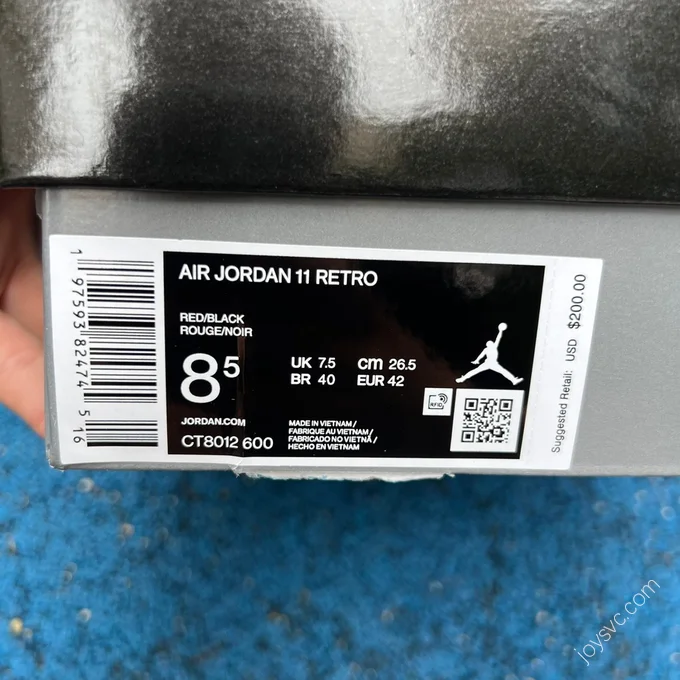 AIR JORDAN 11 RETRO
RED/BLACK
ROUGE/NOIR
8⁵
UK 7.5
cm 26.5
BR 40
EUR 42
JORDAN.COM
CT8012 600
MADE IN VIETNAM/
FABRIQUE AU VIETNAM/
FABRICADO NO VIETNÃ/
HECHO EN VIETNAM
RFID
Suggested Retail: USD $200.00
1 97593 82474 5 16
joysvc.com